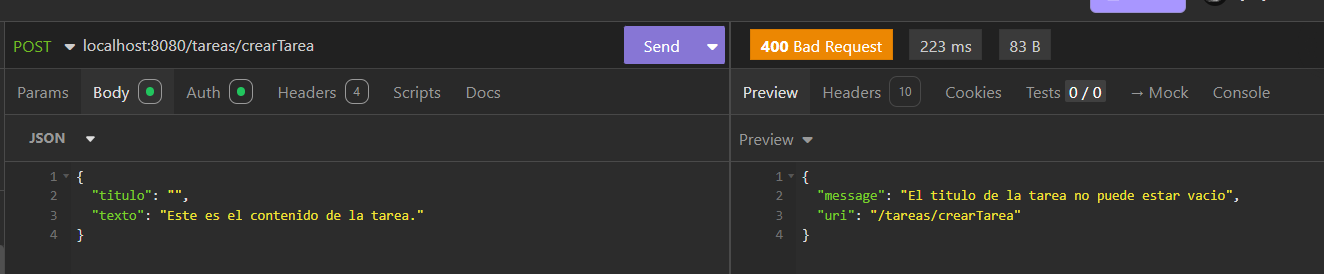 POST localhost:8080/tareas/crearTarea Send
400 Bad Request 223 ms 83 B
Params Body Auth Headers 4 Scripts Docs
Preview Headers 10 Cookies Tests 0 / 0 → Mock Console
JSON
Preview
1 {
2 "titulo": "",
3 "texto": "Este es el contenido de la tarea."
4 }
1 {
2 "message": "El titulo de la tarea no puede estar vacio",
3 "uri": "/tareas/crearTarea"
4 }